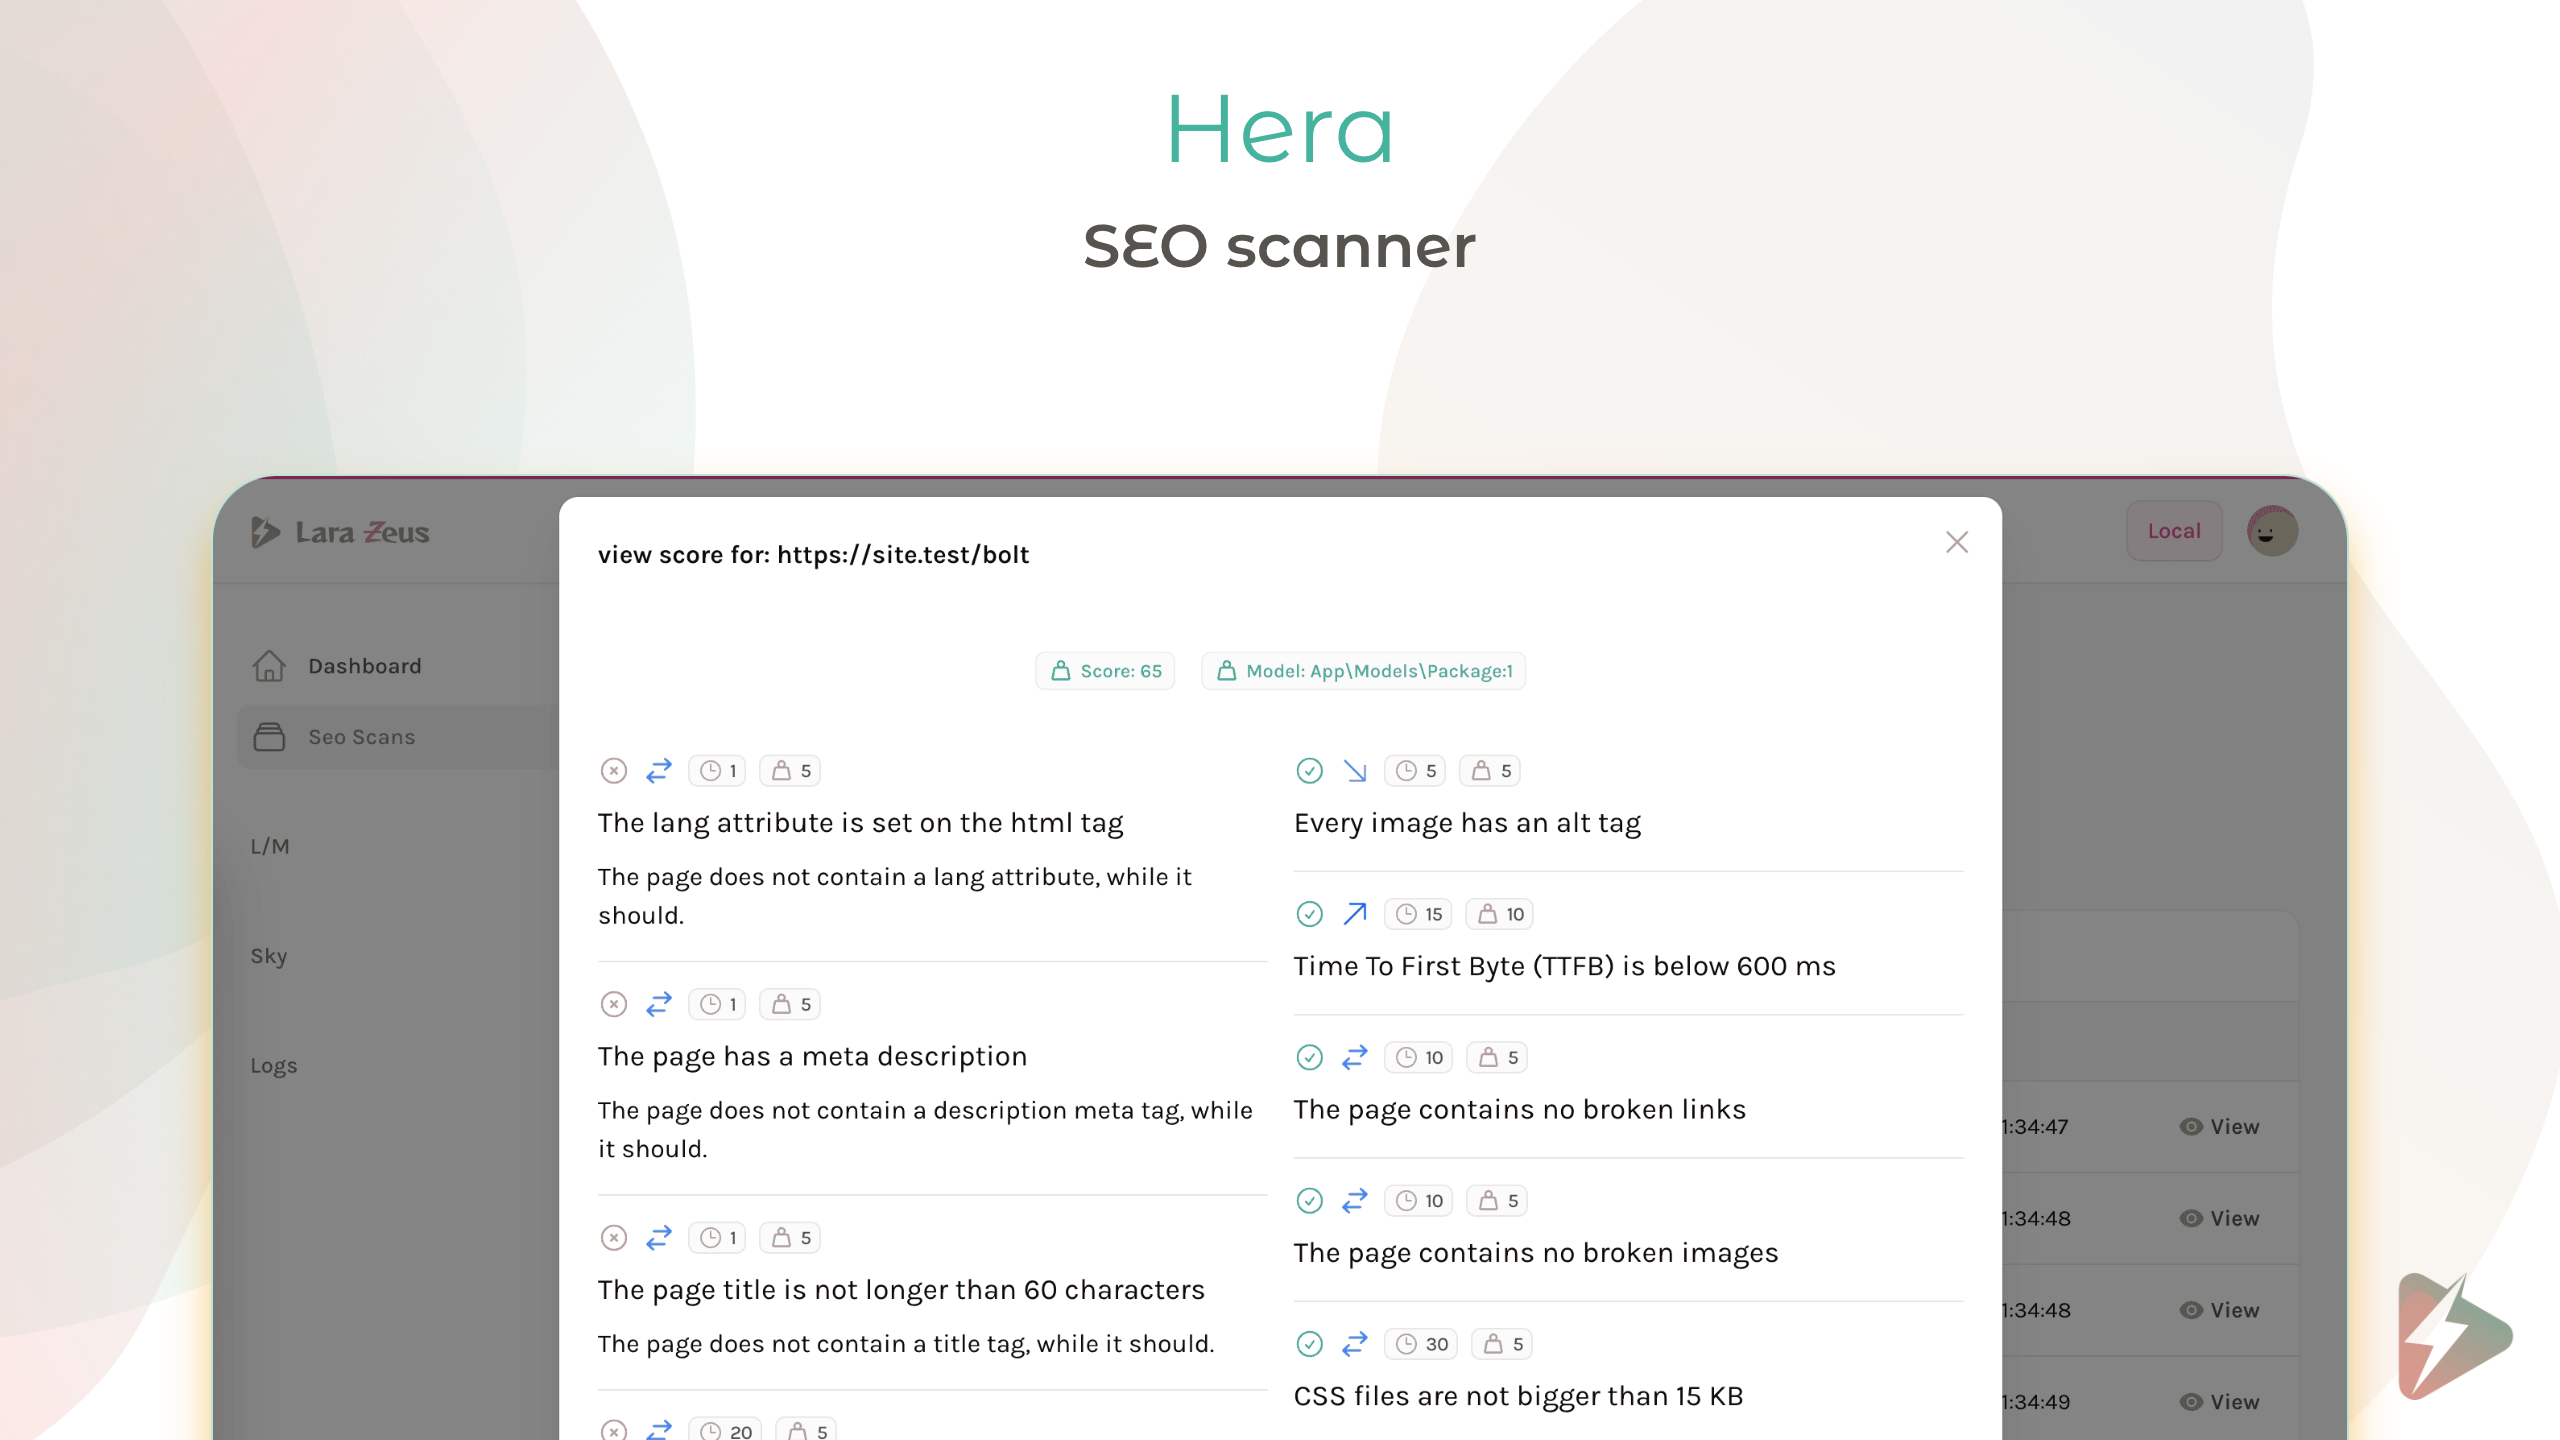 Hera
SEO scanner
Lara Zeus
Local
Dashboard
Seo Scans
L/M
Sky
Logs
view score for: https://site.test/bolt
Score: 65
Model: App\Models\Package:1
1
5
The lang attribute is set on the html tag
The page does not contain a lang attribute, while it
should.
1
5
The page has a meta description
The page does not contain a description meta tag, while
it should.
1
5
The page title is not longer than 60 characters
The page does not contain a title tag, while it should.
20
5
5
5
Every image has an alt tag
15
10
Time To First Byte (TTFB) is below 600 ms
10
5
The page contains no broken links
10
5
The page contains no broken images
30
5
CSS files are not bigger than 15 KB
1:34:47
View
1:34:48
View
1:34:48
View
1:34:49
View